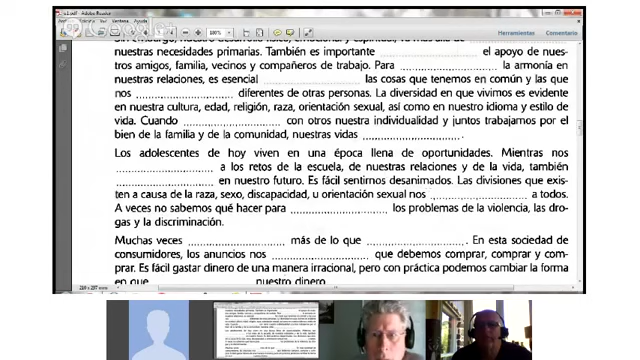 Adobe Reader
Ventana Ayuda
100%
Herramientas Comentario
nuestras necesidades primarias. También es importante ........................ el apoyo de nues-
tros amigos, familia, vecinos y compañeros de trabajo. Para ........................ la armonía en
nuestras relaciones, es esencial ........................ las cosas que tenemos en común y las que
nos ........................ diferentes de otras personas. La diversidad en que vivimos es evidente
en nuestra cultura, edad, religión, raza, orientación sexual, así como en nuestro idioma y estilo de
vida. Cuando ........................ con otros nuestra individualidad y juntos trabajamos por el
bien de la familia y de la comunidad, nuestras vidas ........................ .
Los adolescentes de hoy viven en una época llena de oportunidades. Mientras nos
........................ a los retos de la escuela, de nuestras relaciones y de la vida, también
........................ en nuestro futuro. Es fácil sentirnos desanimados. Las divisiones que exis-
ten a causa de la raza, sexo, discapacidad, u orientación sexual nos ........................ a todos.
A veces no sabemos qué hacer para ........................ los problemas de la violencia, las dro-
gas y la discriminación.
Muchas veces ........................ más de lo que ........................ . En esta sociedad de
consumidores, los anuncios nos ........................ que debemos comprar, comprar y com-
prar. Es fácil gastar dinero de una manera irracional, pero con práctica podemos cambiar la forma
en que ........................ nuestro dinero.